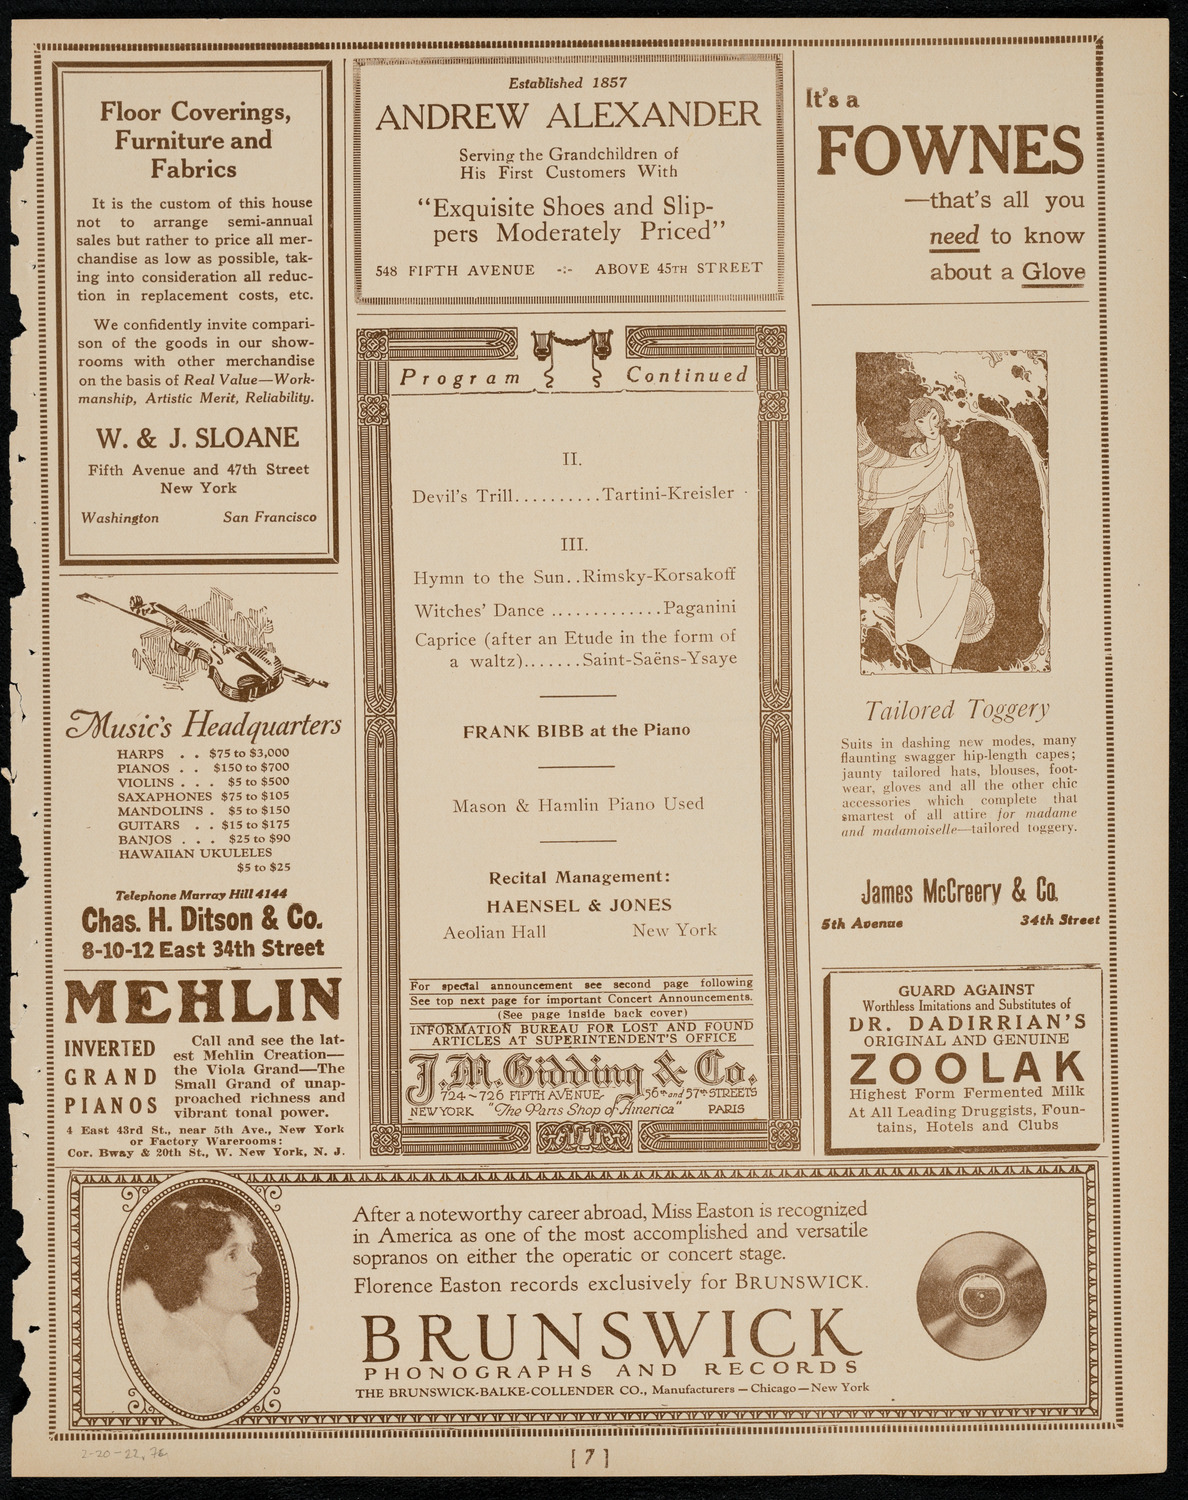 Floor Coverings,
Furniture and
Fabrics
It is the custom of this house
not to arrange semi-annual
sales but rather to price all mer-
chandise as low as possible, tak-
ing into consideration all reduc-
tion in replacement costs, etc.
We confidently invite compari-
son of the goods in our show-
rooms with other merchandise
on the basis of Real Value—Work-
manship, Artistic Merit, Reliability.
W. & J. SLOANE
Fifth Avenue and 47th Street
New York
Washington San Francisco
Music's Headquarters
HARPS . . $75 to $3,000
PIANOS . . $150 to $700
VIOLINS . . . $5 to $500
SAXAPHONES $75 to $105
MANDOLINS . $5 to $150
GUITARS . . $15 to $175
BANJOS . . . $25 to $90
HAWAIIAN UKULELES
$5 to $25
Telephone Murray Hill 4144
Chas. H. Ditson & Co.
8-10-12 East 34th Street
MEHLIN
INVERTED
GRAND
PIANOS
Call and see the lat-
est Mehlin Creation—
the Viola Grand—The
Small Grand of unap-
proached richness and
vibrant tonal power.
4 East 43rd St., near 5th Ave., New York
or Factory Warerooms:
Cor. Bway & 20th St., W. New York, N. J.
Established 1857
ANDREW ALEXANDER
Serving the Grandchildren of
His First Customers With
“Exquisite Shoes and Slip-
pers Moderately Priced”
548 FIFTH AVENUE -:- ABOVE 45TH STREET
Program Continued
II.
Devil's Trill..........Tartini-Kreisler
III.
Hymn to the Sun..Rimsky-Korsakoff
Witches' Dance .............Paganini
Caprice (after an Etude in the form of
a waltz).......Saint-Saëns-Ysaye
FRANK BIBB at the Piano
Mason & Hamlin Piano Used
Recital Management:
HAENSEL & JONES
Aeolian Hall New York
For special announcement see second page following
See top next page for important Concert Announcements.
(See page inside back cover)
INFORMATION BUREAU FOR LOST AND FOUND
ARTICLES AT SUPERINTENDENT'S OFFICE
J.M. Gidding & Co.
724~726 FIFTH AVENUE- 56th and 57th STREETS
NEW YORK "The Paris Shop of America" PARIS
It's a
FOWNES
—that's all you
need to know
about a Glove
Tailored Toggery
Suits in dashing new modes, many
flaunting swagger hip-length capes;
jaunty tailored hats, blouses, foot-
wear, gloves and all the other chic
accessories which complete that
smartest of all attire for madame
and madamoiselle—tailored toggery.
James McCreery & Co.
5th Avenue 34th Street
GUARD AGAINST
Worthless Imitations and Substitutes of
DR. DADIRRIAN'S
ORIGINAL AND GENUINE
ZOOLAK
Highest Form Fermented Milk
At All Leading Druggists, Foun-
tains, Hotels and Clubs
After a noteworthy career abroad, Miss Easton is recognized
in America as one of the most accomplished and versatile
sopranos on either the operatic or concert stage.
Florence Easton records exclusively for BRUNSWICK.
BRUNSWICK
PHONOGRAPHS AND RECORDS
THE BRUNSWICK-BALKE-COLLENDER CO., Manufacturers — Chicago — New York
[7]